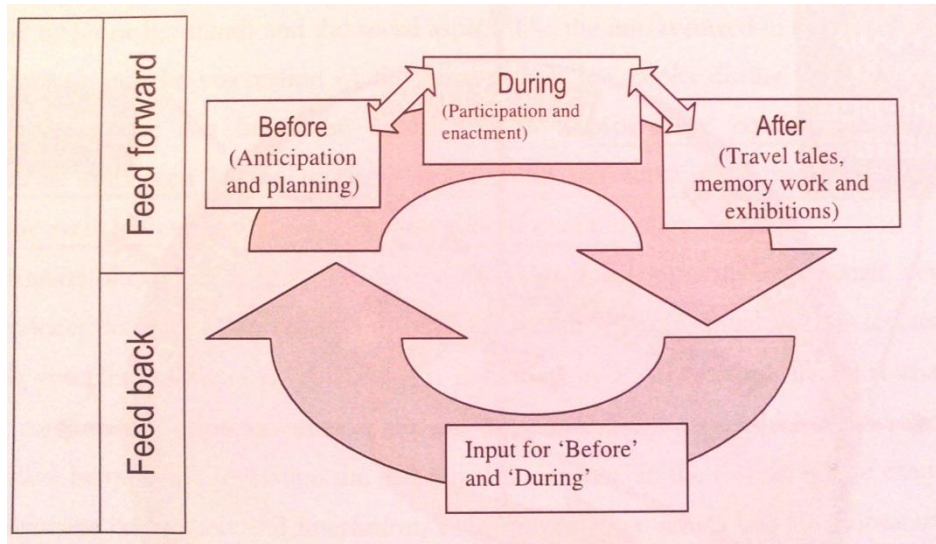 Feed forward
Before
(Anticipation
and planning)
During
(Participation and
enactment)
After
(Travel tales,
memory work and
exhibitions)
Feed back
Input for ‘Before’
and ‘During’